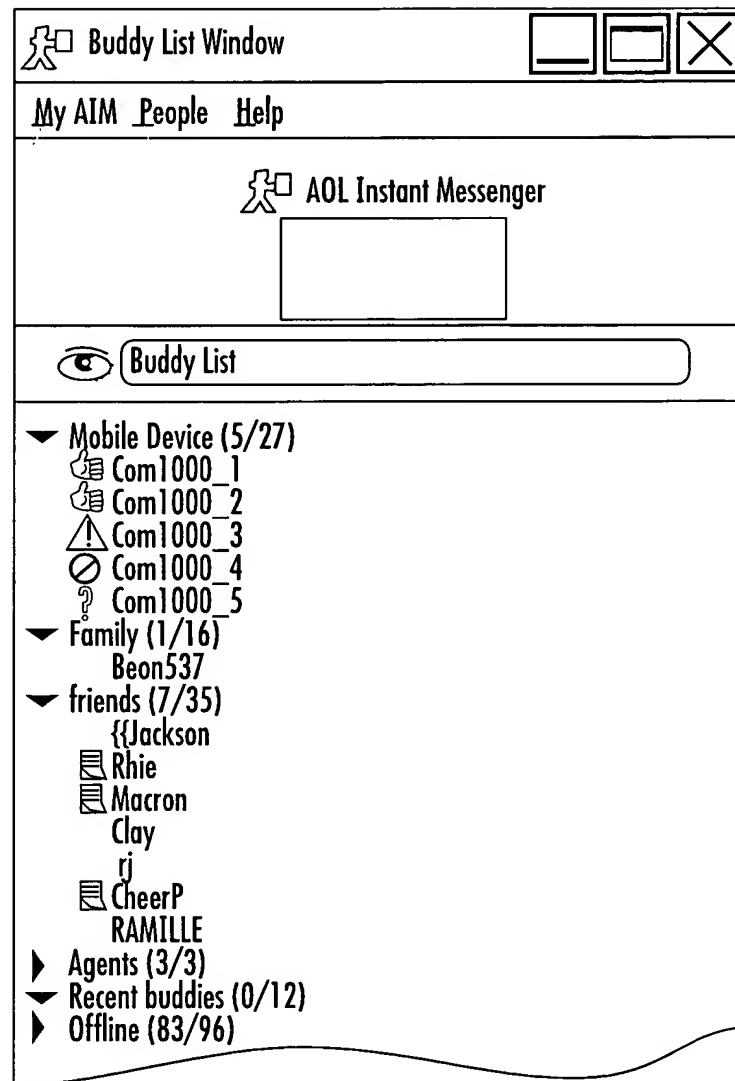 Buddy List Window
My AIM People Help
AOL Instant Messenger
Buddy List
Mobile Device (5/27)
Com1000_1
Com1000_2
Com1000_3
Com1000_4
Com1000_5
Family (1/16)
Beon537
friends (7/35)
{{Jackson
Rhie
Macron
Clay
rj
CheerP
RAMILLE
Agents (3/3)
Recent buddies (0/12)
Offline (83/96)